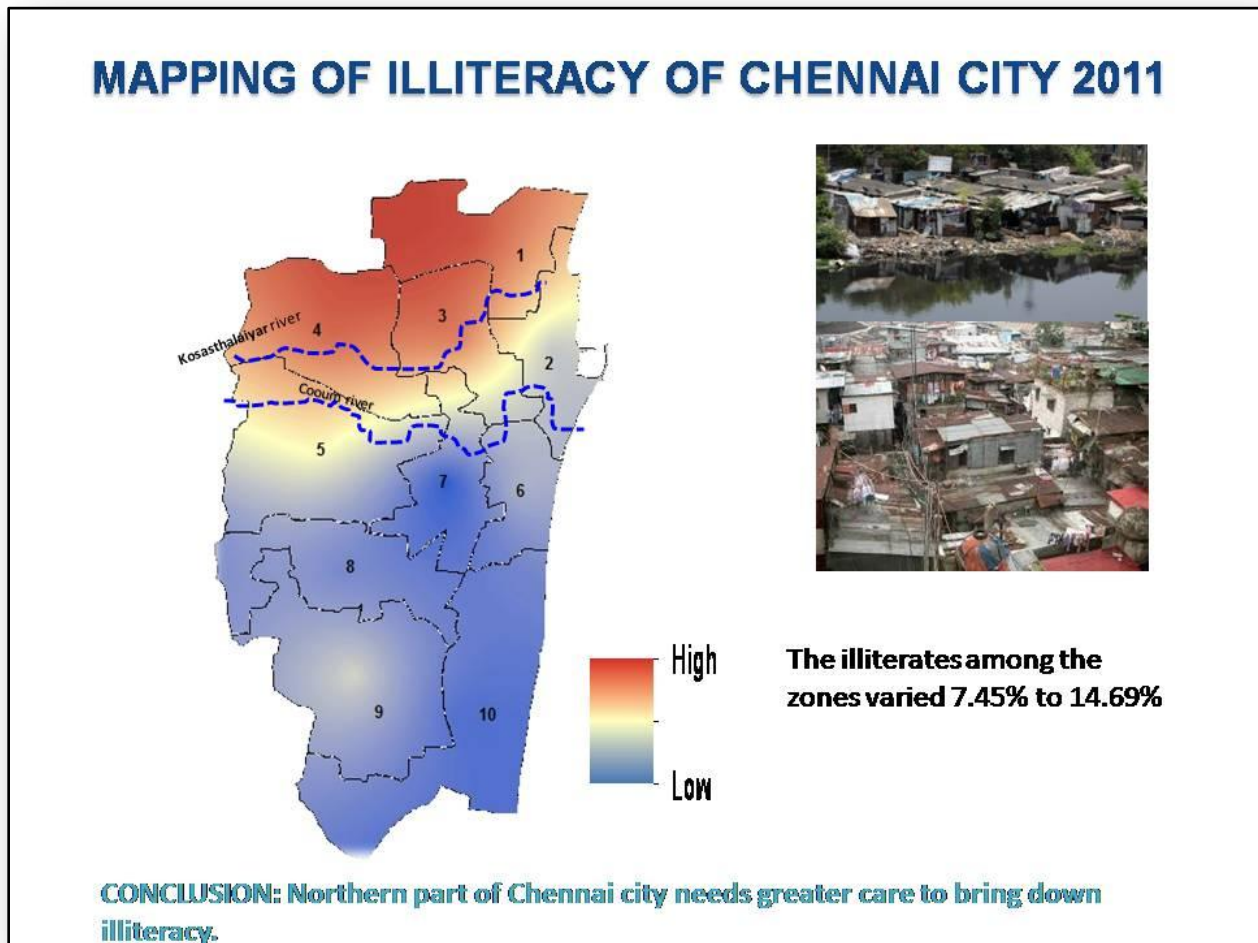 MAPPING OF ILLITERACY OF CHENNAI CITY 2011
1
3
4
Kosasthalaiyar river
2
Cooum river
5
7
6
8
9
10
High
Low
The illiterates among the
zones varied 7.45% to 14.69%
CONCLUSION: Northern part of Chennai city needs greater care to bring down
illiteracy.